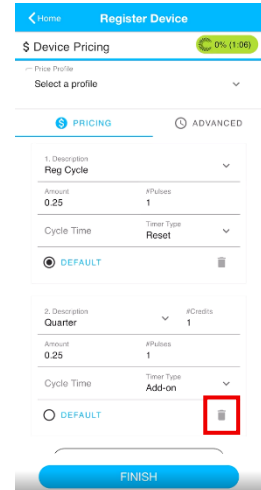 Home Register Device
$ Device Pricing 0% (1:06)
Price Profile
Select a profile
$ PRICING ADVANCED
1. Description
Reg Cycle
Amount #Pulses
0.25 1
Cycle Time Timer Type
Reset
DEFAULT
2. Description #Credits
Quarter 1
Amount #Pulses
0.25 1
Cycle Time Timer Type
Add-on
DEFAULT
FINISH